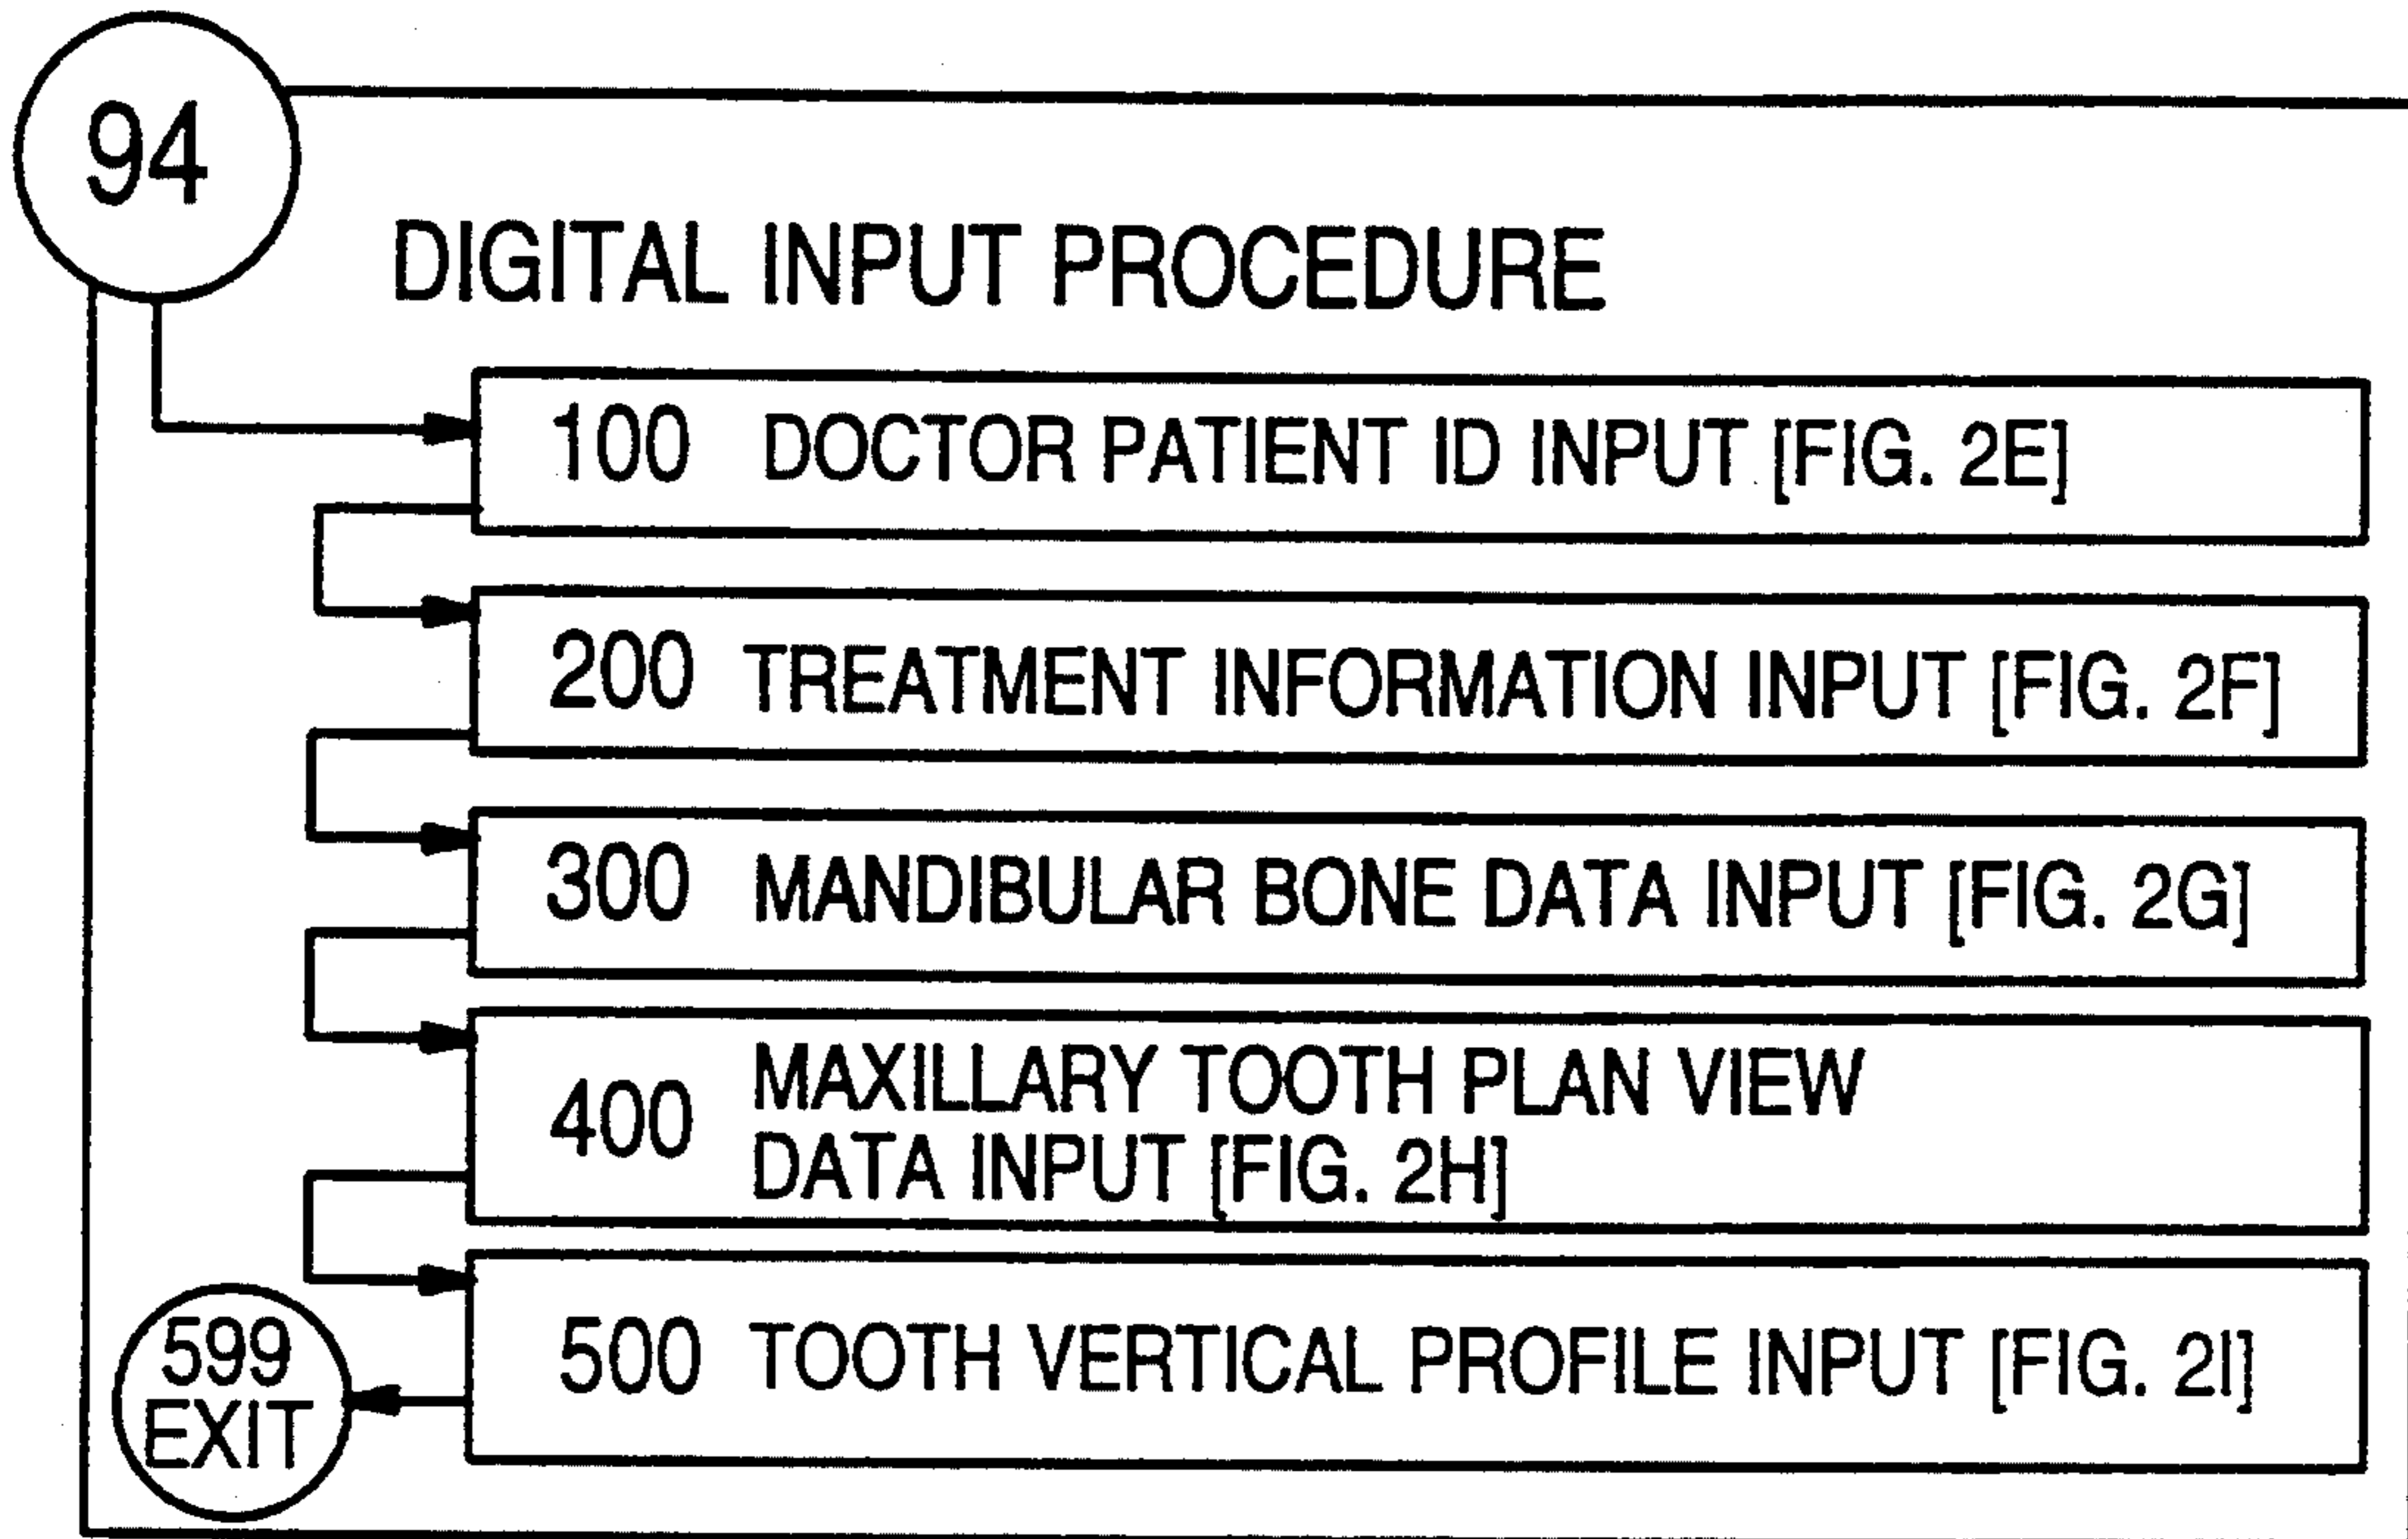 94
DIGITAL INPUT PROCEDURE
100 DOCTOR PATIENT ID INPUT [FIG. 2E]
200 TREATMENT INFORMATION INPUT [FIG. 2F]
300 MANDIBULAR BONE DATA INPUT [FIG. 2G]
400 MAXILLARY TOOTH PLAN VIEW
DATA INPUT [FIG. 2H]
500 TOOTH VERTICAL PROFILE INPUT [FIG. 2I]
599
EXIT